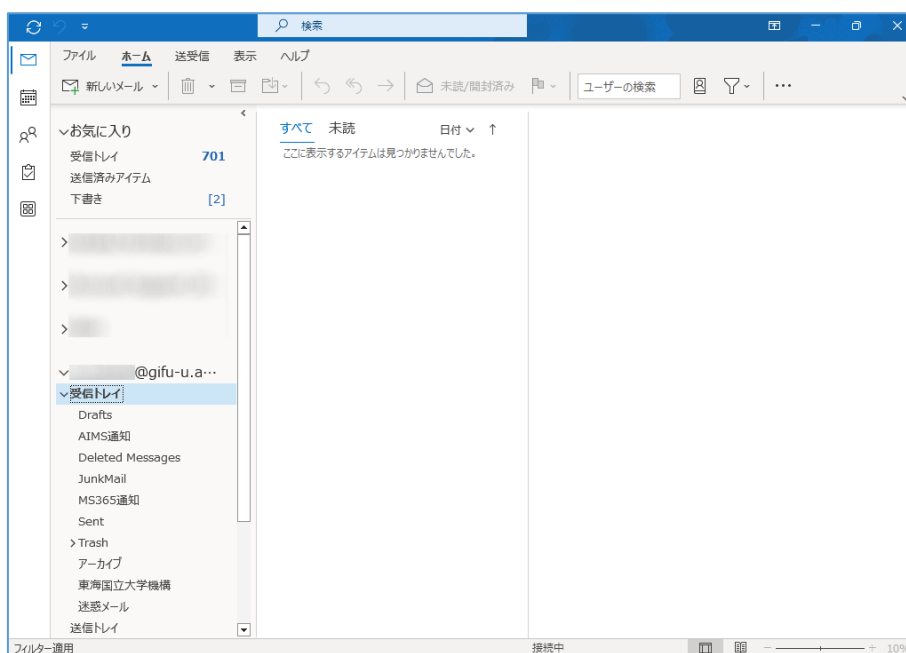 検索
ファイル ホーム 送受信 表示 ヘルプ
新しいメール 未読/開封済み ユーザーの検索 ...
お気に入り
受信トレイ 701
送信済みアイテム
下書き [2]
すべて 未読 日付 ↑
ここに表示するアイテムは見つかりませんでした。
@gifu-u.a...
受信トレイ
Drafts
AIMS通知
Deleted Messages
JunkMail
MS365通知
Sent
Trash
アーカイブ
東海国立大学機構
迷惑メール
送信トレイ
フィルター適用 接続中 10%